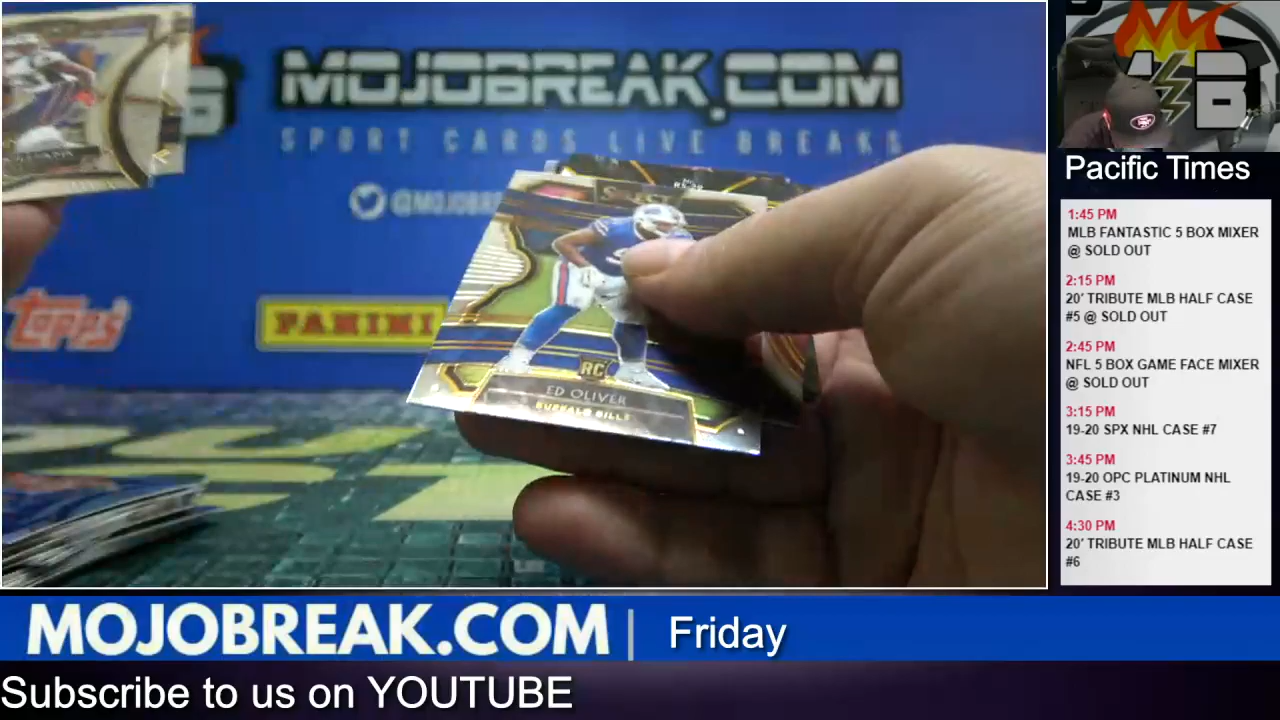 MOJOBREAK.COM
SPORT CARDS LIVE BREAKS
topps
PANINI
SELECT
RC
ED OLIVER
BUFFALO BILLS
B
Pacific Times
1:45 PM
MLB FANTASTIC 5 BOX MIXER
@ SOLD OUT
2:15 PM
20' TRIBUTE MLB HALF CASE
#5 @ SOLD OUT
2:45 PM
NFL 5 BOX GAME FACE MIXER
@ SOLD OUT
3:15 PM
19-20 SPX NHL CASE #7
3:45 PM
19-20 OPC PLATINUM NHL
CASE #3
4:30 PM
20' TRIBUTE MLB HALF CASE
#6
MOJOBREAK.COM | Friday
Subscribe to us on YOUTUBE